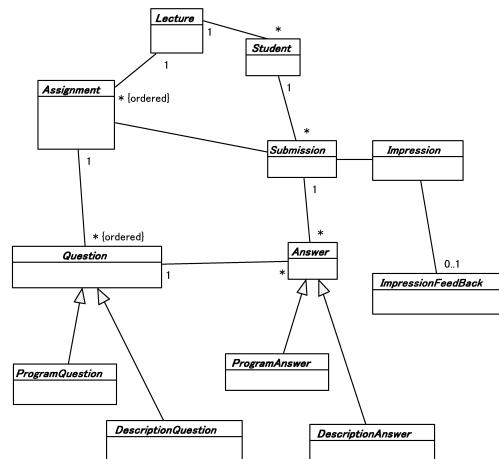 Lecture
1
1
*
Student
1
Assignment
* {ordered}
1
*
Submission
Impression
1
1
* {ordered}
*
0..1
Question
Answer
1
*
ImpressionFeedBack
ProgramAnswer
ProgramQuestion
DescriptionQuestion
DescriptionAnswer